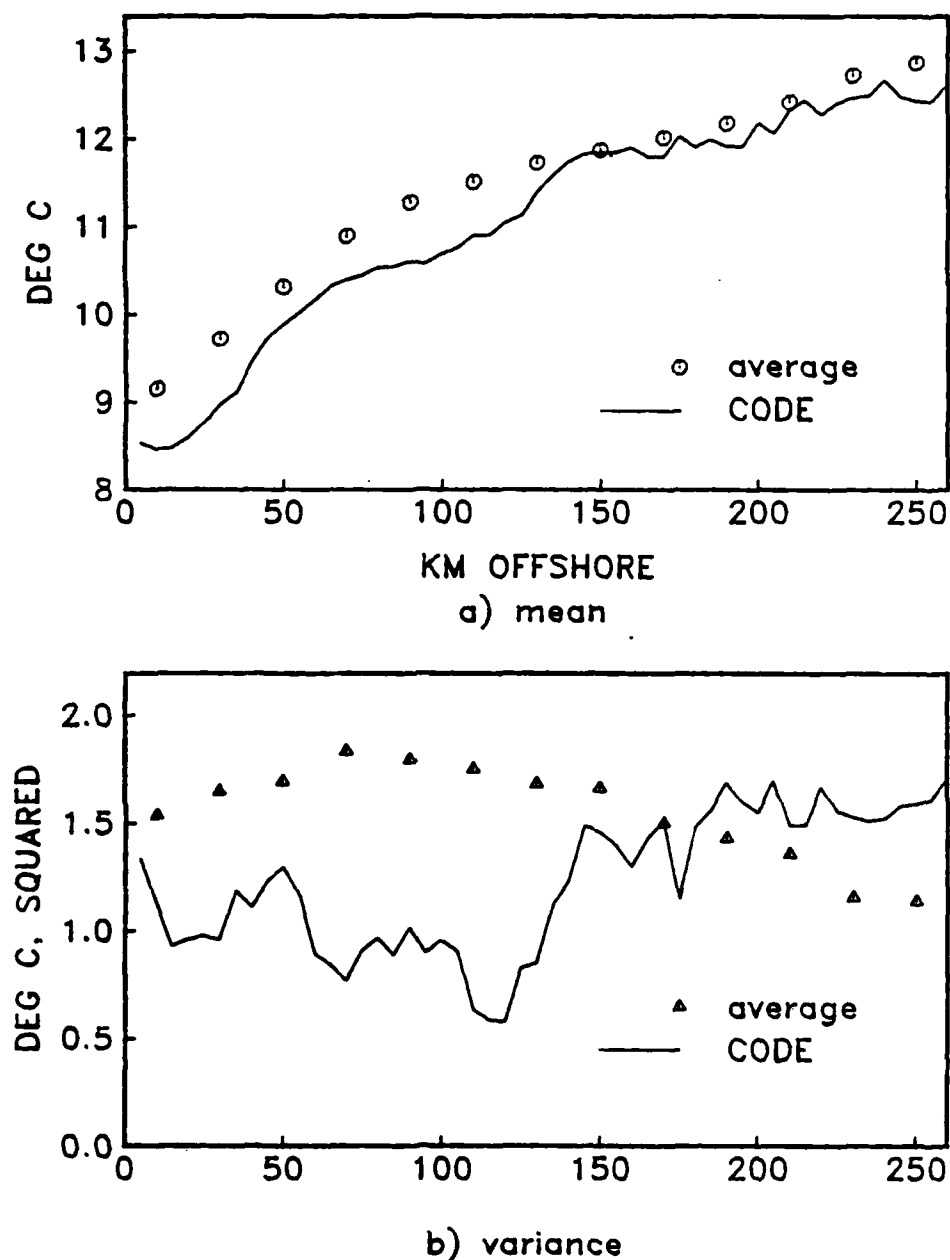 DEG C
13
12
11
10
9
8
average
CODE
0 50 100 150 200 250
KM OFFSHORE
a) mean
DEG C, SQUARED
2.0
1.5
1.0
0.5
0.0
average
CODE
0 50 100 150 200 250
b) variance